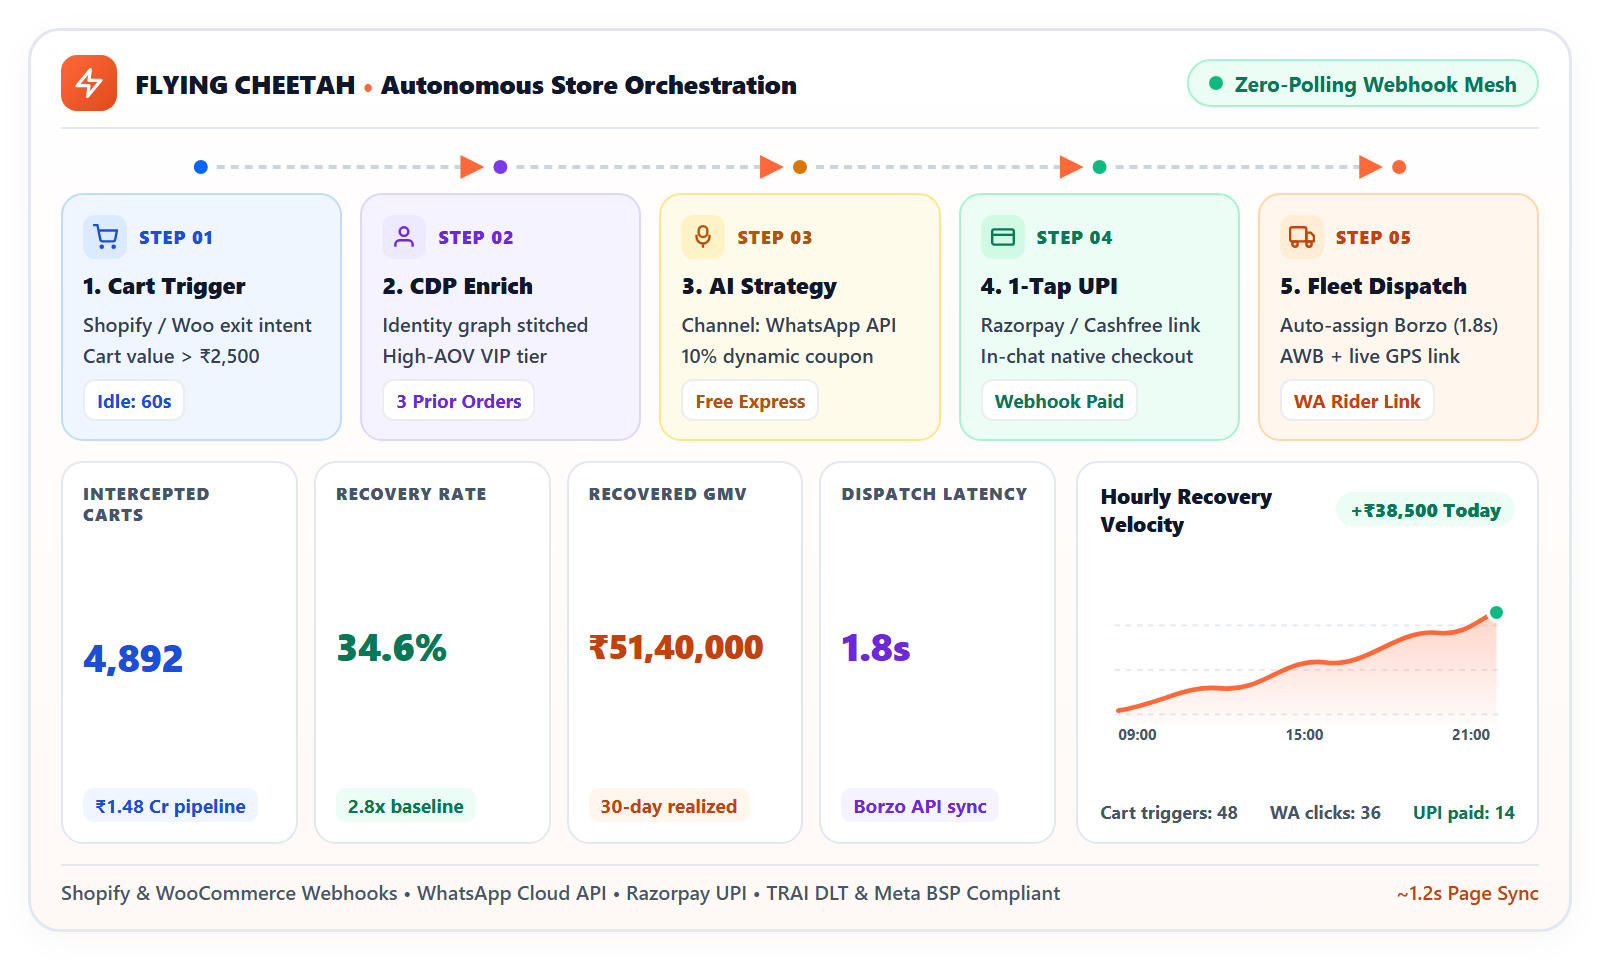 FLYING CHEETAH • Autonomous Store Orchestration
Zero-Polling Webhook Mesh
STEP 01
1. Cart Trigger
Shopify / Woo exit intent
Cart value > ₹2,500
Idle: 60s
STEP 02
2. CDP Enrich
Identity graph stitched
High-AOV VIP tier
3 Prior Orders
STEP 03
3. AI Strategy
Channel: WhatsApp API
10% dynamic coupon
Free Express
STEP 04
4. 1-Tap UPI
Razorpay / Cashfree link
In-chat native checkout
Webhook Paid
STEP 05
5. Fleet Dispatch
Auto-assign Borzo (1.8s)
AWB + live GPS link
WA Rider Link
INTERCEPTED
CARTS
4,892
₹1.48 Cr pipeline
RECOVERY RATE
34.6%
2.8x baseline
RECOVERED GMV
₹51,40,000
30-day realized
DISPATCH LATENCY
1.8s
Borzo API sync
Hourly Recovery
Velocity
+₹38,500 Today
09:00 15:00 21:00
Cart triggers: 48 WA clicks: 36 UPI paid: 14
Shopify & WooCommerce Webhooks • WhatsApp Cloud API • Razorpay UPI • TRAI DLT & Meta BSP Compliant
~1.2s Page Sync